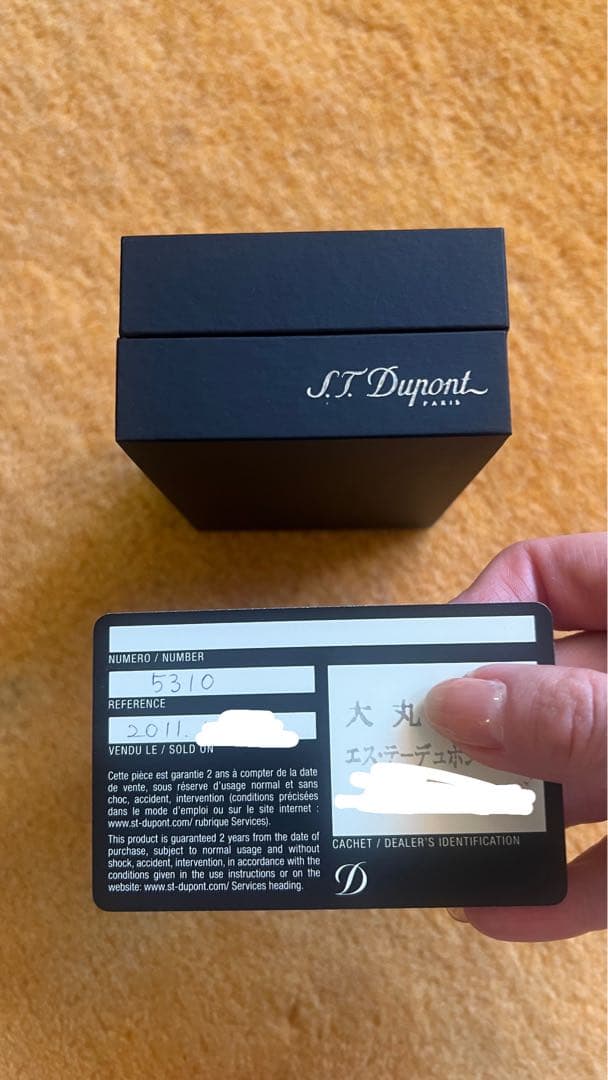 S.T. Dupont
PARIS
NUMERO / NUMBER
5310
REFERENCE
2011.
VENDU LE / SOLD ON
Cette pièce est garantie 2 ans à compter de la date
de vente, sous réserve d'usage normal et sans
choc, accident, intervention (conditions précisées
dans le mode d'emploi ou sur le site internet :
www.st-dupont.com/ rubrique Services).
This product is guaranteed 2 years from the date of
purchase, subject to normal usage and without
shock, accident, intervention, in accordance with the
conditions given in the use instructions or on the
website: www.st-dupont.com/ Services heading.
大丸
エス・テーデュポン
CACHET / DEALER'S IDENTIFICATION
D